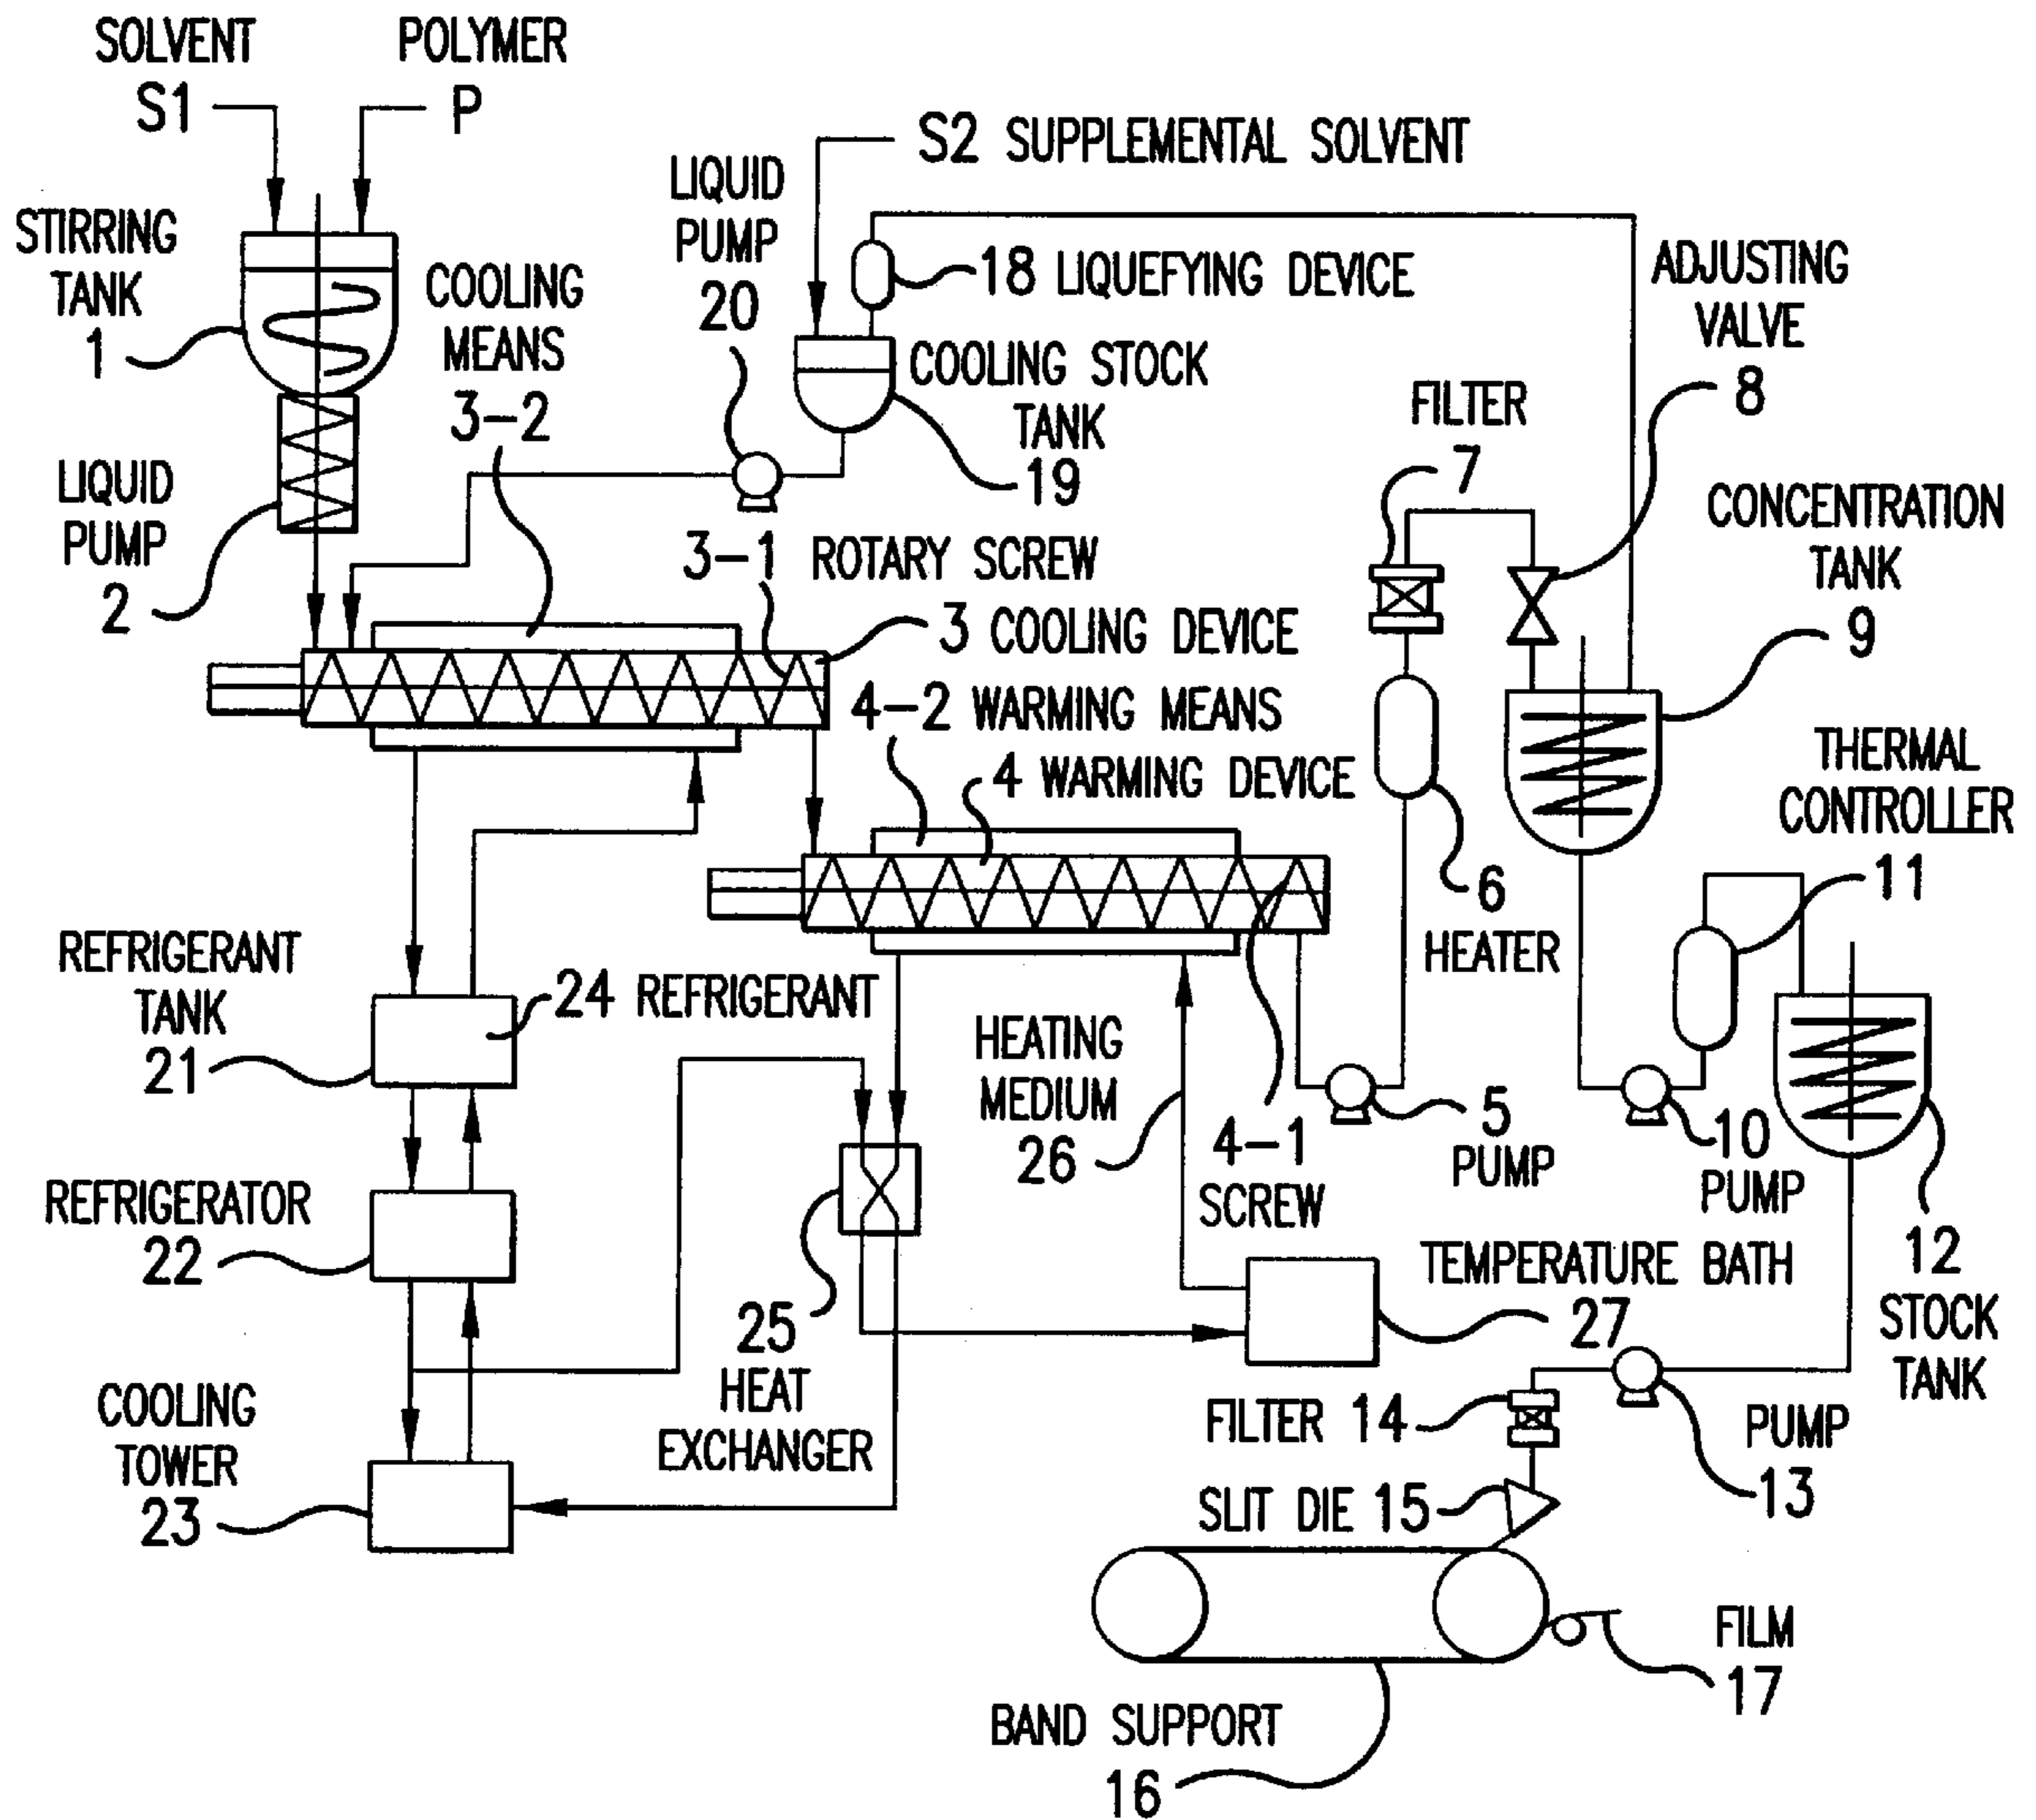 SOLVENT
S1
POLYMER
P
S2 SUPPLEMENTAL SOLVENT
LIQUID
PUMP
20
STIRRING
TANK
1
COOLING
MEANS
3-2
18 LIQUEFYING DEVICE
ADJUSTING
VALVE
8
COOLING STOCK
TANK
19
FILTER
7
LIQUID
PUMP
2
CONCENTRATION
TANK
9
3-1 ROTARY SCREW
3 COOLING DEVICE
4-2 WARMING MEANS
4 WARMING DEVICE
THERMAL
CONTROLLER
11
6
HEATER
REFRIGERANT
TANK
21
24 REFRIGERANT
HEATING
MEDIUM
26
4-1
SCREW
5
PUMP
10
PUMP
REFRIGERATOR
22
12
STOCK
TANK
TEMPERATURE BATH
27
25
HEAT
EXCHANGER
COOLING
TOWER
23
FILTER 14
PUMP
13
SLIT DIE 15
FILM
17
BAND SUPPORT
16